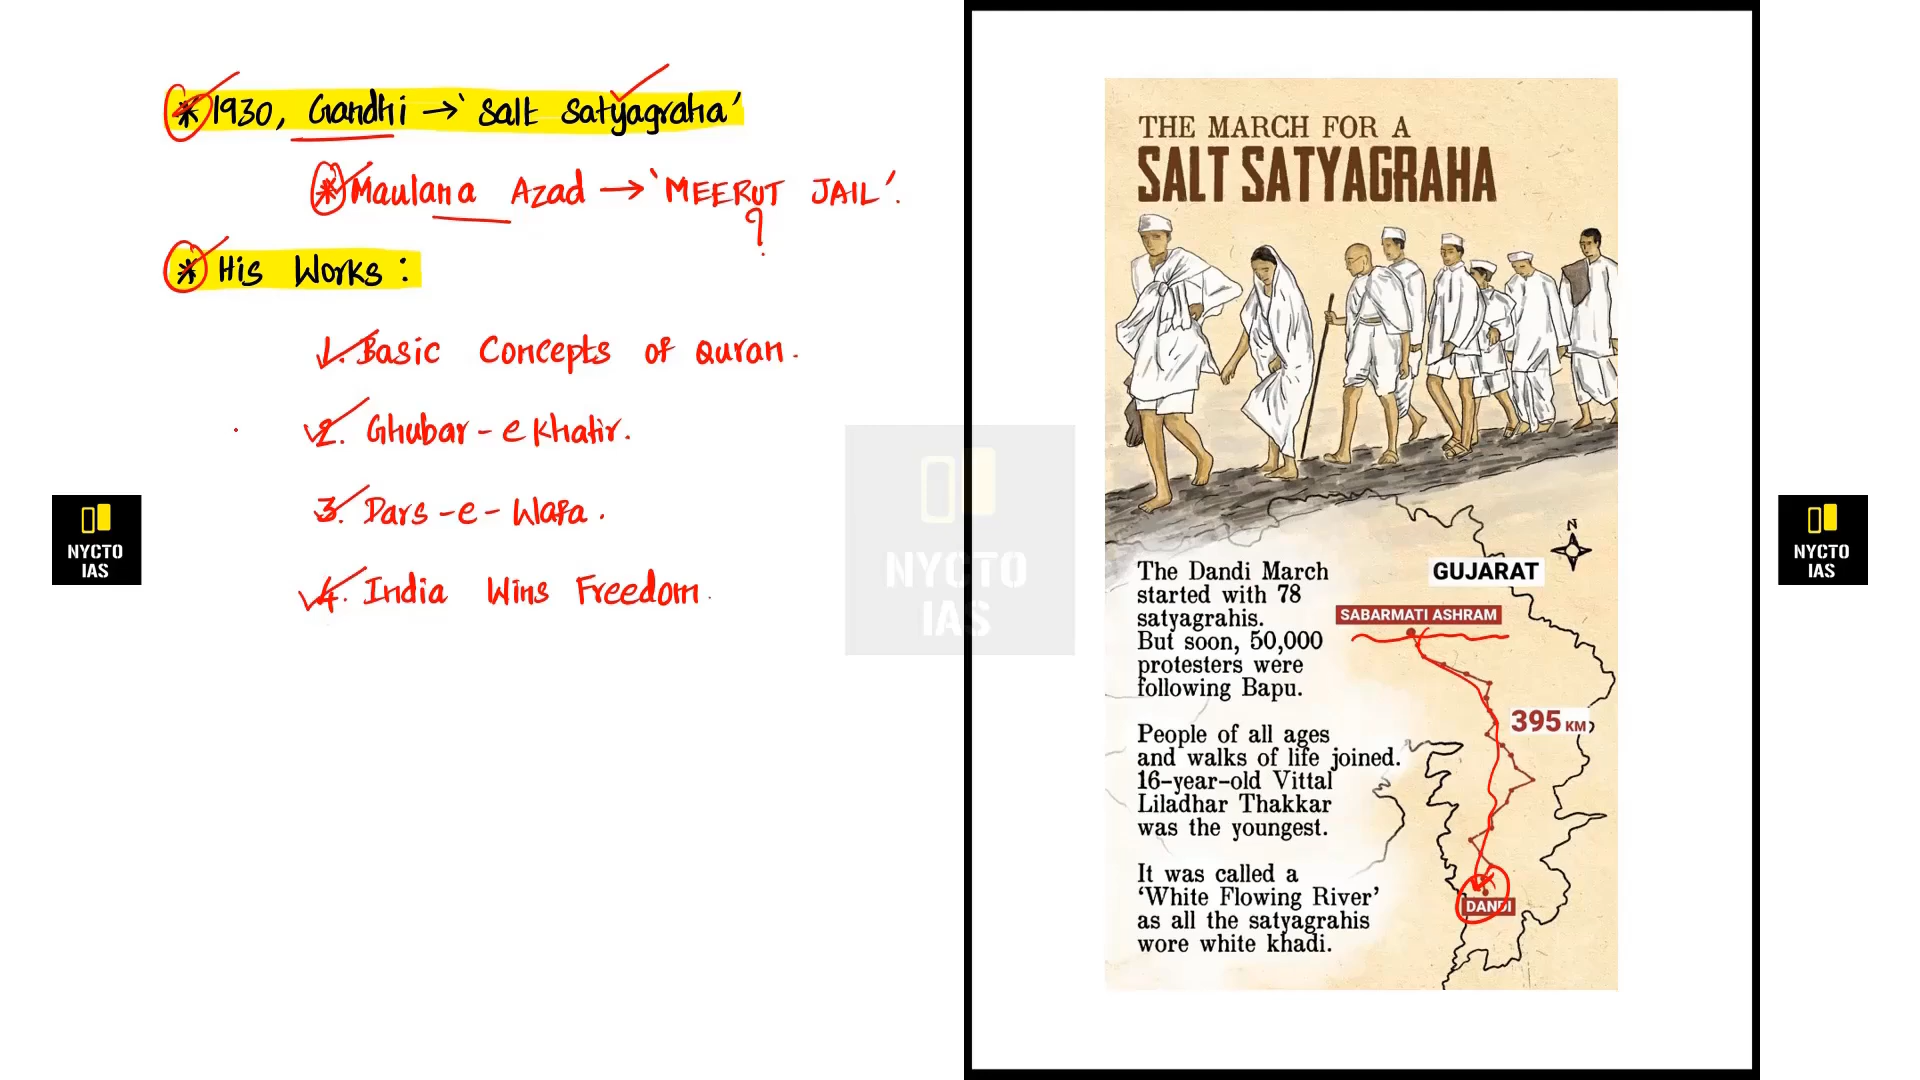 * 1930, Gandhi → 'Salt Satyagraha'
* Maulana Azad → 'MEERUT JAIL'.
?
* His Works :
1. Basic Concepts of Quran.
2. Ghubar-e Khatir.
3. Dars-e-Wafa.
4. India Wins Freedom.
NYCTO
IAS
NYCTO
IAS
THE MARCH FOR A
SALT SATYAGRAHA
N
GUJARAT
SABARMATI ASHRAM
395 KM
DANDI
The Dandi March
started with 78
satyagrahis.
But soon, 50,000
protesters were
following Bapu.
People of all ages
and walks of life joined.
16-year-old Vittal
Liladhar Thakkar
was the youngest.
It was called a
‘White Flowing River’
as all the satyagrahis
wore white khadi.
NYCTO
IAS